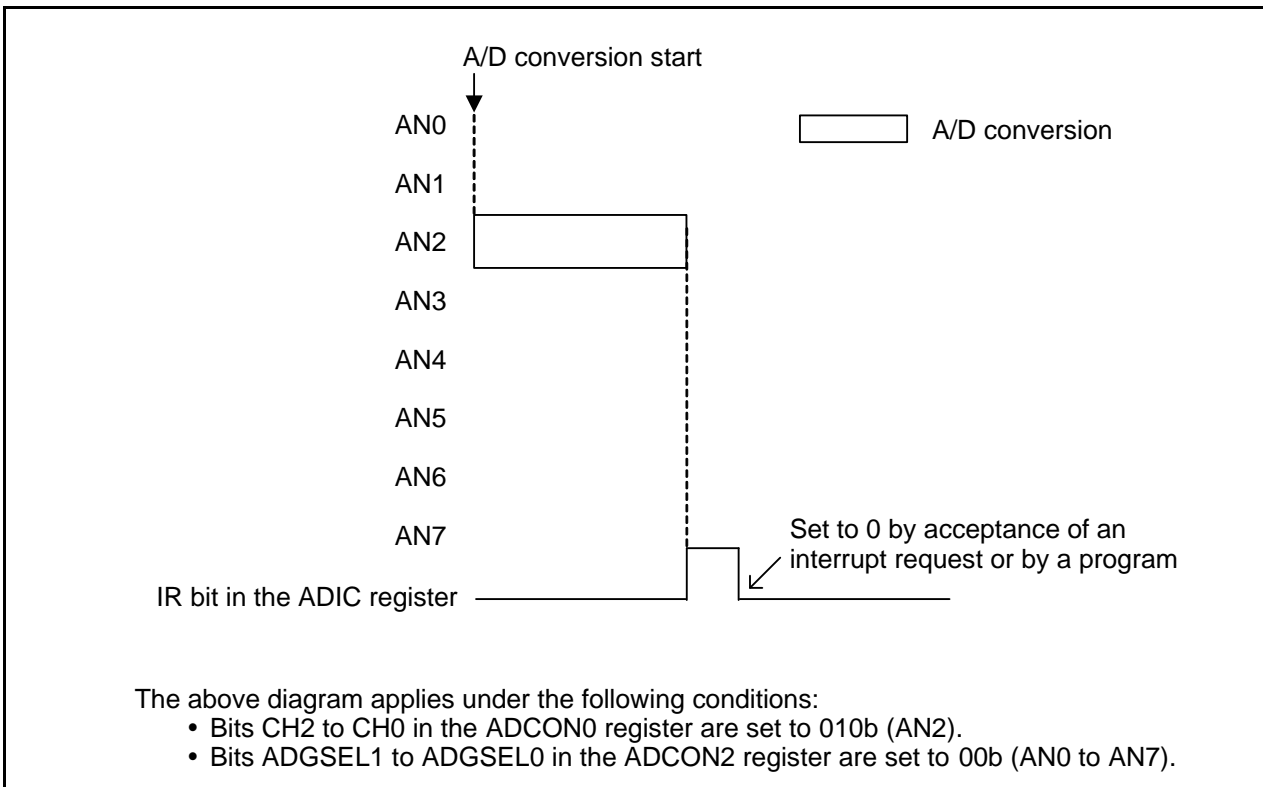 A/D conversion start
AN0
A/D conversion
AN1
AN2
AN3
AN4
AN5
AN6
AN7
Set to 0 by acceptance of an
interrupt request or by a program
IR bit in the ADIC register
The above diagram applies under the following conditions:
• Bits CH2 to CH0 in the ADCON0 register are set to 010b (AN2).
• Bits ADGSEL1 to ADGSEL0 in the ADCON2 register are set to 00b (AN0 to AN7).